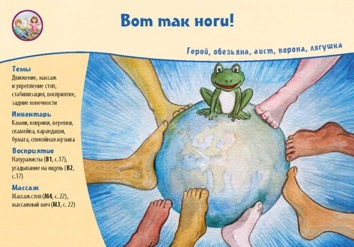 Вот так ноги!
Герой, обезьяна, аист, ворона, лягушка
Темы
Движение, массаж
и укрепление стоп,
стабилизация, восприятие,
задние конечности
Инвентарь
Камни, коврики, веревки,
скамейка, карандаши,
бумага, спокойная музыка
Восприятие
Натуралисты (В1, с.17),
угадывание на ощупь (В2,
с.17)
Массаж
Массаж стоп (М4, с.22),
массажный мяч (М3, с.22)